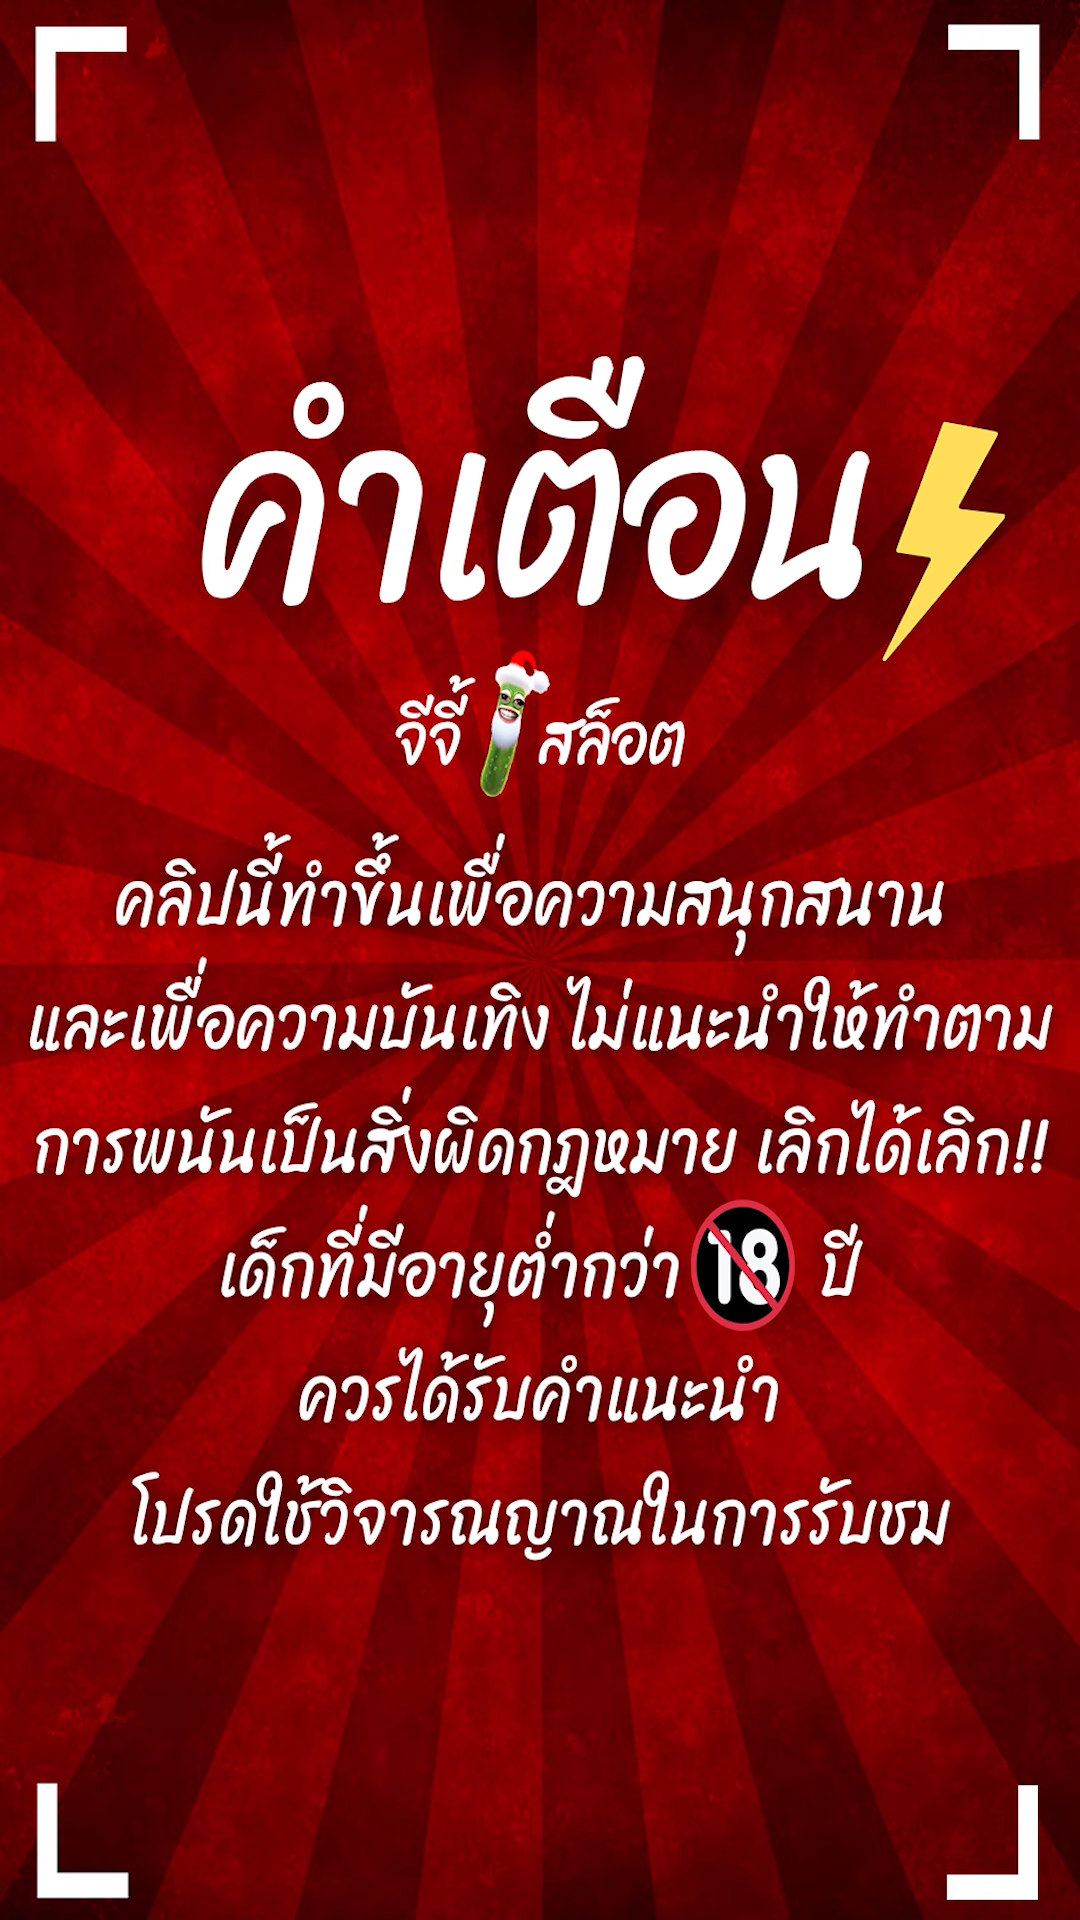 คำเตือน
จีจี้ สล็อต
คลิปนี้ทำขึ้นเพื่อความสนุกสนาน
และเพื่อความบันเทิง ไม่แนะนำให้ทำตาม
การพนันเป็นสิ่งผิดกฎหมาย เลิกได้เลิก!!
เด็กที่มีอายุต่ำกว่า 18 ปี
ควรได้รับคำแนะนำ
โปรดใช้วิจารณญาณในการรับชม